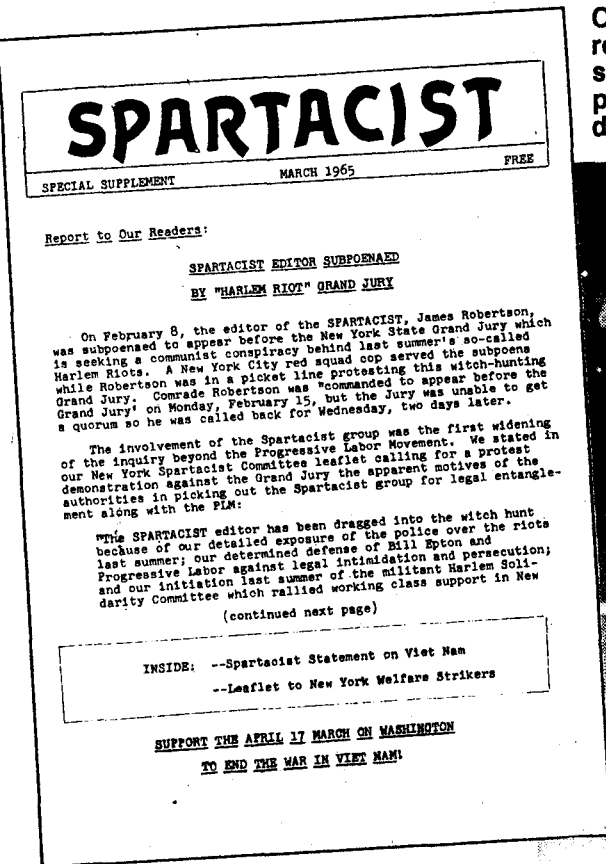 SPARTACIST
SPECIAL SUPPLEMENT MARCH 1965 FREE
Report to Our Readers:
SPARTACIST EDITOR SUBPOENAED
BY "HARLEM RIOT" GRAND JURY
On February 8, the editor of the SPARTACIST, James Robertson,
was subpoenaed to appear before the New York State Grand Jury which
is seeking a communist conspiracy behind last summer's so-called
Harlem Riots. A New York City red squad cop served the subpoena
while Robertson was in a picket line protesting this witch-hunting
Grand Jury. Comrade Robertson was "commanded to appear before the
Grand Jury" on Monday, February 15, but the Jury was unable to get
a quorum so he was called back for Wednesday, two days later.
The involvement of the Spartacist group was the first widening
of the inquiry beyond the Progressive Labor Movement. We stated in
our New York Spartacist Committee leaflet calling for a protest
demonstration against the Grand Jury the apparent motives of the
authorities in picking out the Spartacist group for legal entangle-
ment along with the PLM:
"The SPARTACIST editor has been dragged into the witch hunt
because of our detailed exposure of the police over the riots
last summer; our determined defense of Bill Epton and
Progressive Labor against legal intimidation and persecution;
and our initiation last summer of the militant Harlem Soli-
darity Committee which rallied working class support in New
(continued next page)
INSIDE: --Spartacist Statement on Viet Nam
--Leaflet to New York Welfare Strikers
SUPPORT THE APRIL 17 MARCH ON WASHINGTON
TO END THE WAR IN VIET NAM!